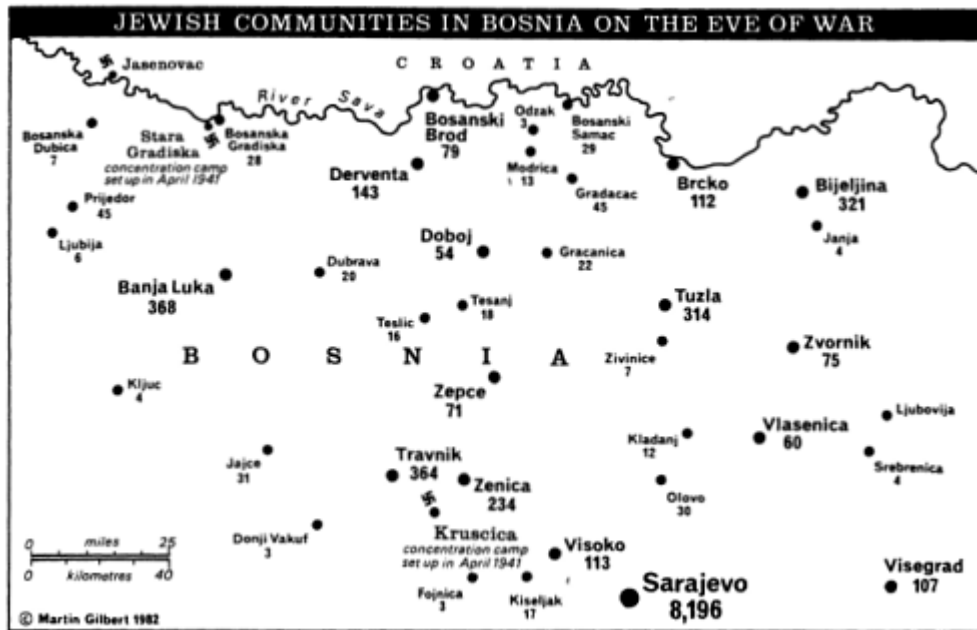 JEWISH COMMUNITIES IN BOSNIA ON THE EVE OF WAR
CROATIA
Jasenovac
River Sava
Bosanska
Dubica
7
Stara
Gradiska
concentration camp
set up in April 1941
Bosanska
Gradiska
28
Bosanski
Brod
79
Odzak
3
Bosanski
Samac
29
Derventa
143
Modrica
13
Gradacac
45
Brcko
112
Bijeljina
321
Janja
4
Prijedor
45
Ljubija
6
Doboj
54
Gracanica
22
Banja Luka
368
Dubrava
20
Tesanj
18
Teslic
16
Tuzla
314
Zivinice
7
Zvornik
75
BOSNIA
Kljuc
4
Zepce
71
Ljubovija
Vlasenica
60
Kladanj
12
Srebrenica
4
Jajce
31
Travnik
364
Zenica
234
Olovo
30
Donji Vakuf
3
Kruscica
concentration camp
set up in April 1941
Visoko
113
Fojnica
3
Kiseljak
17
Sarajevo
8,196
Visegrad
107
0 miles 25
0 kilometres 40
© Martin Gilbert 1982